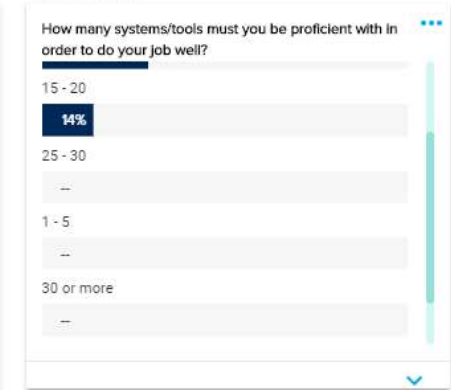 How many systems/tools must you be proficient with in
order to do your job well?
15 - 20
14%
25 - 30
--
1 - 5
--
30 or more
--